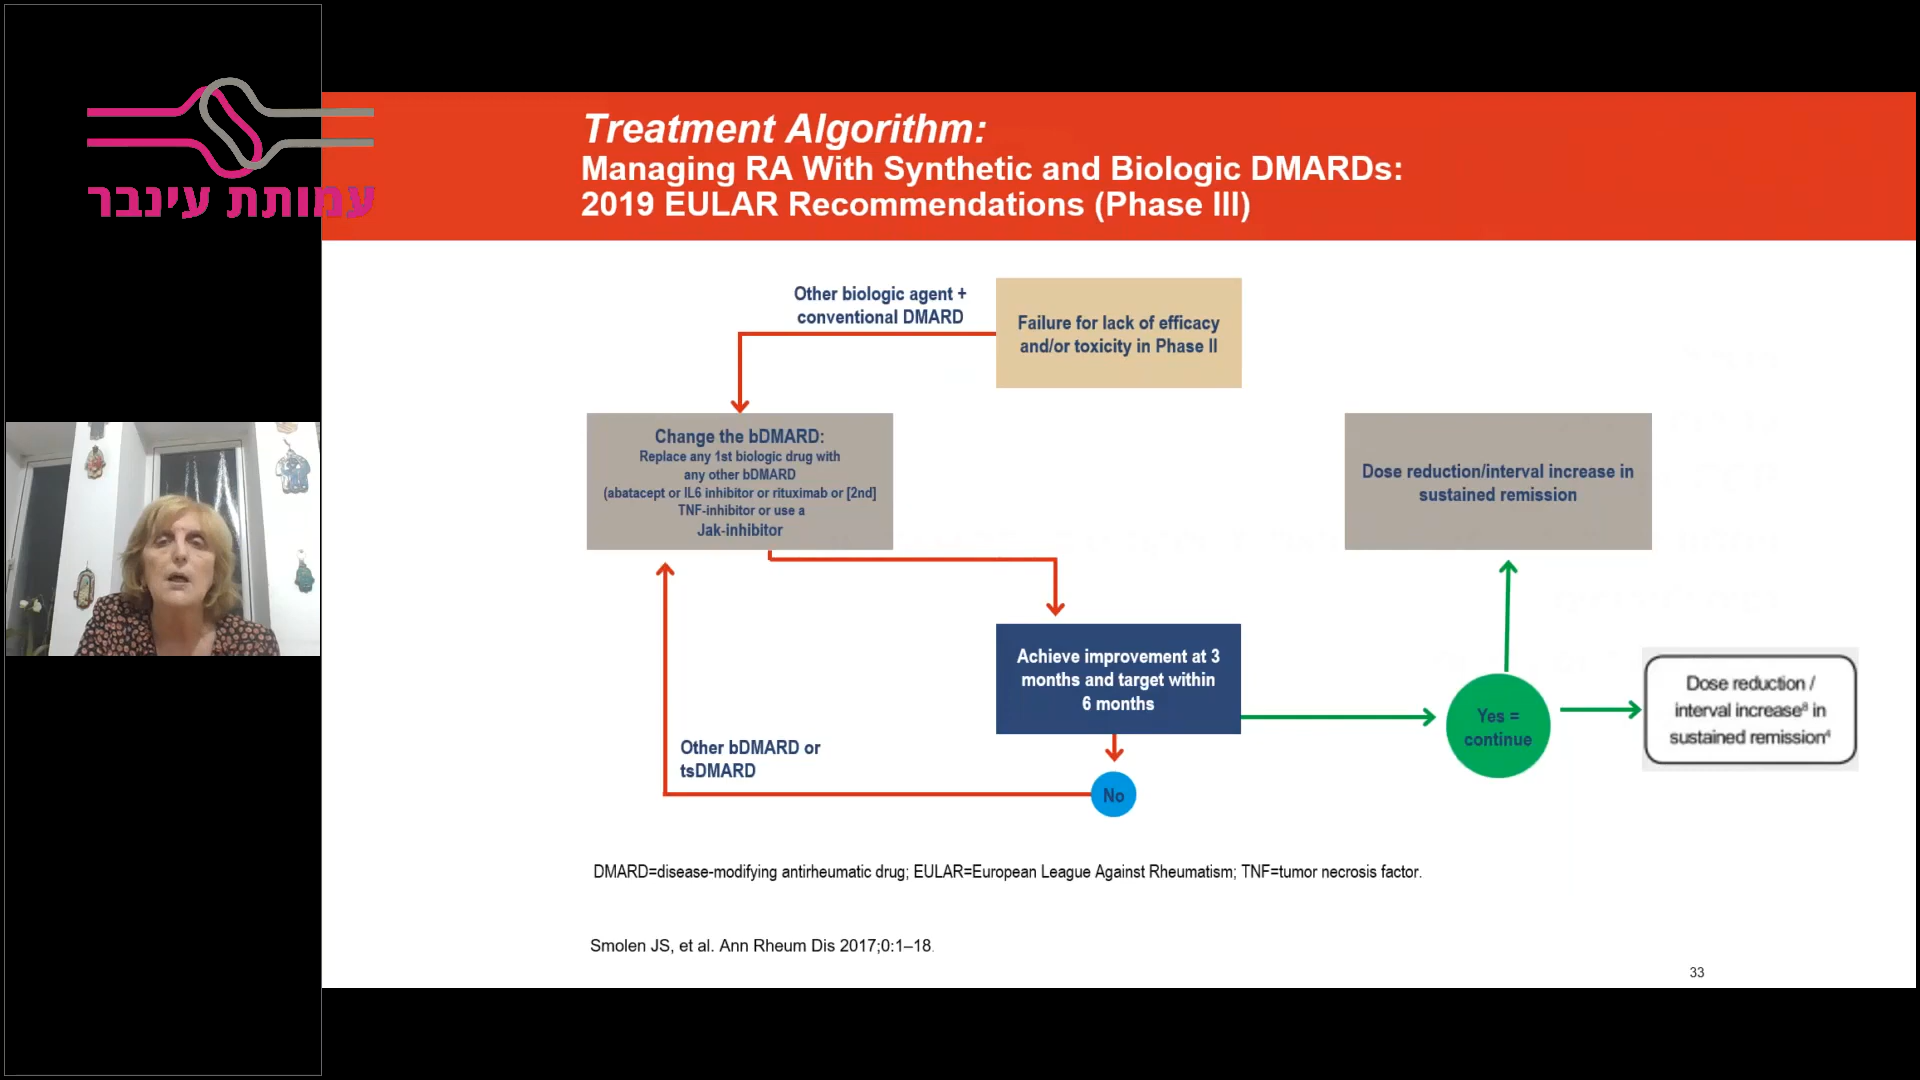 עמותת עינבר
Treatment Algorithm:
Managing RA With Synthetic and Biologic DMARDs:
2019 EULAR Recommendations (Phase III)
Other biologic agent +
conventional DMARD
Failure for lack of efficacy
and/or toxicity in Phase II
Change the bDMARD:
Replace any 1st biologic drug with
any other bDMARD
(abatacept or IL6 inhibitor or rituximab or [2nd]
TNF-inhibitor or use a
Jak-inhibitor
Dose reduction/interval increase in
sustained remission
Achieve improvement at 3
months and target within
6 months
Yes =
continue
Dose reduction /
interval increase⁸ in
sustained remission⁴
Other bDMARD or
tsDMARD
No
DMARD=disease-modifying antirheumatic drug; EULAR=European League Against Rheumatism; TNF=tumor necrosis factor.
Smolen JS, et al. Ann Rheum Dis 2017;0:1–18.
33